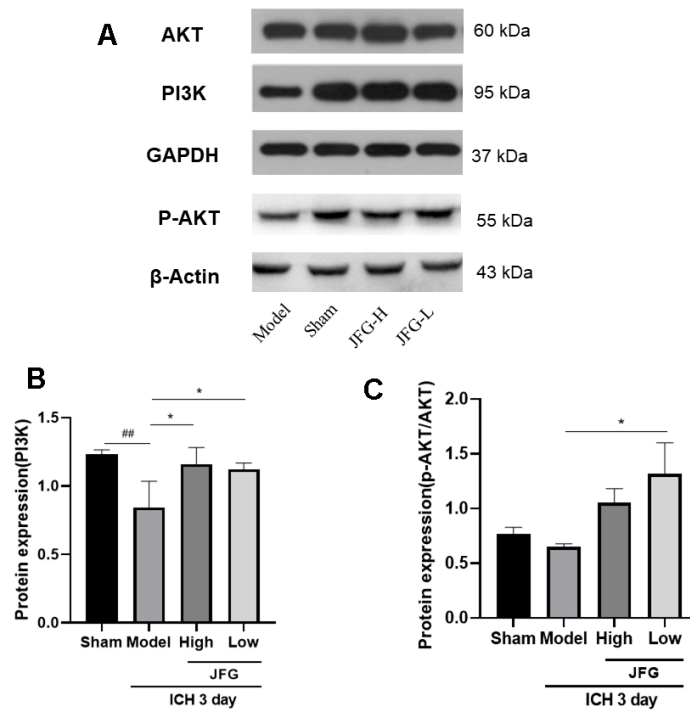 A
AKT 60 kDa
PI3K 95 kDa
GAPDH 37 kDa
P-AKT 55 kDa
β-Actin 43 kDa
Model Sham JFG-H JFG-L
B
Protein expression(PI3K)
1.5
1.0
0.5
0.0
## * *
Sham Model High Low
JFG
ICH 3 day
C
Protein expression(p-AKT/AKT)
2.0
1.5
1.0
0.5
0.0
*
Sham Model High Low
JFG
ICH 3 day